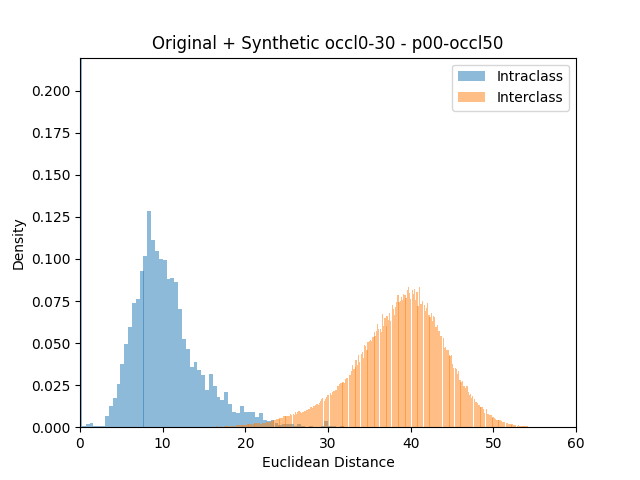 Original + Synthetic occl0-30 - p00-occl50
Intraclass
Interclass
0.200
0.175
0.150
0.125
0.100
0.075
0.050
0.025
0.000
Density
0 10 20 30 40 50 60
Euclidean Distance